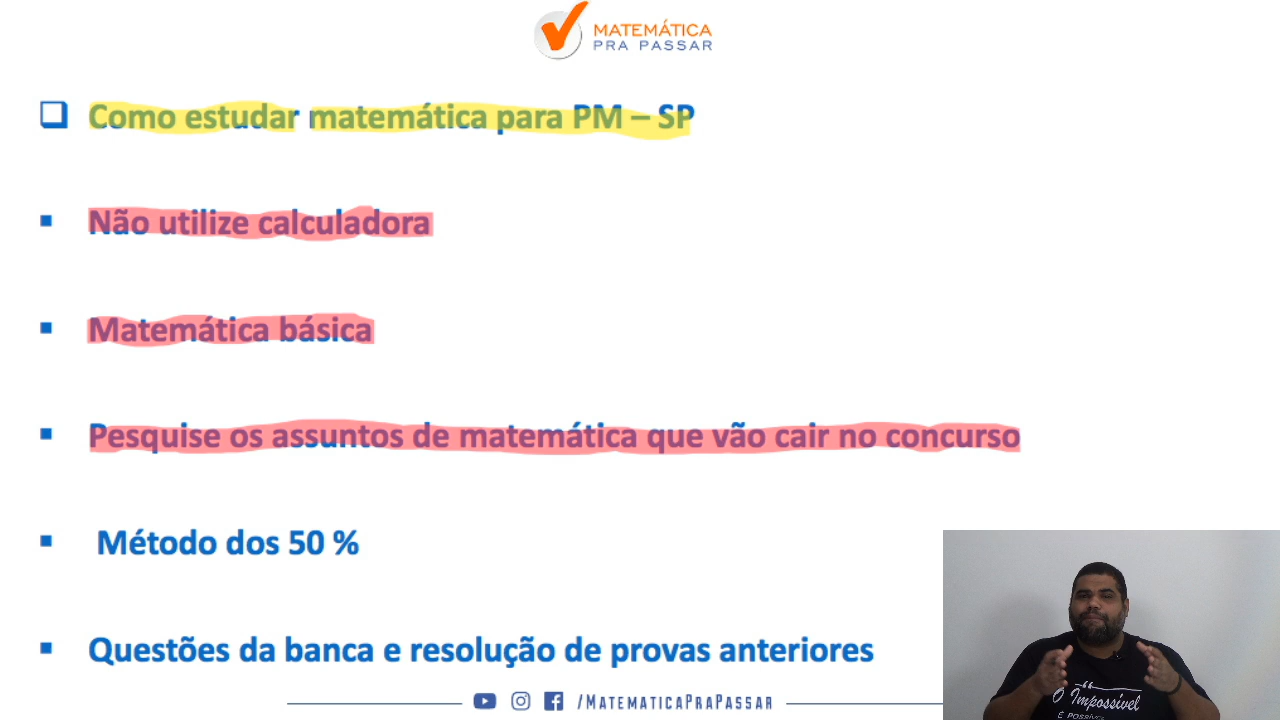 MATEMÁTICA
PRA PASSAR
Como estudar matemática para PM – SP
Não utilize calculadora
Matemática básica
Pesquise os assuntos de matemática que vão cair no concurso
Método dos 50 %
Questões da banca e resolução de provas anteriores
/MATEMATICAPRAPASSAR
“
O Impossível
É POSSÍVEL